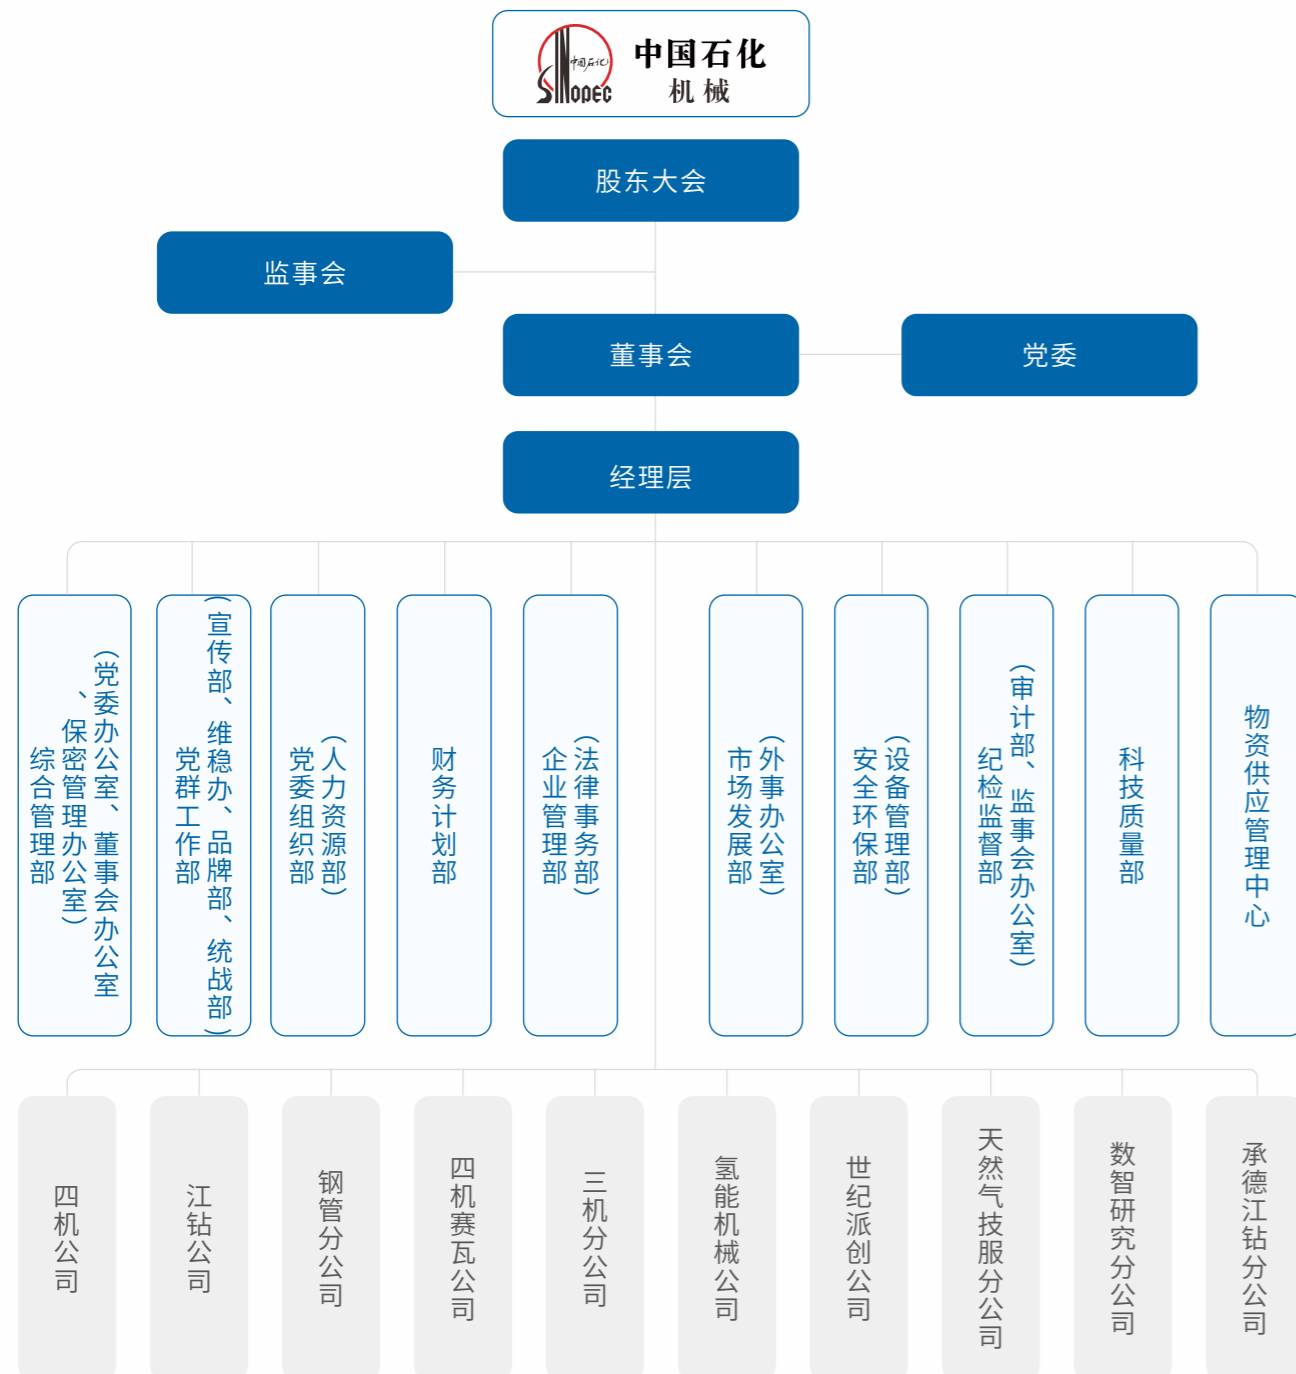 中国石化
SINOPEC
中国石化
机械
股东大会
监事会
董事会
党委
经理层
综合管理部
(党委办公室、董事会办公室
、保密管理办公室)
党群工作部
(宣传部、维稳办、品牌部、统战部)
党委组织部
(人力资源部)
财务计划部
企业管理部
(法律事务部)
市场发展部
(外事办公室)
安全环保部
(设备管理部)
纪检监督部
(审计部、监事会办公室)
科技质量部
物资供应管理中心
四机公司
江钻公司
钢管分公司
四机赛瓦公司
三机分公司
氢能机械公司
世纪派创公司
天然气技服分公司
数智研究分公司
承德江钻分公司